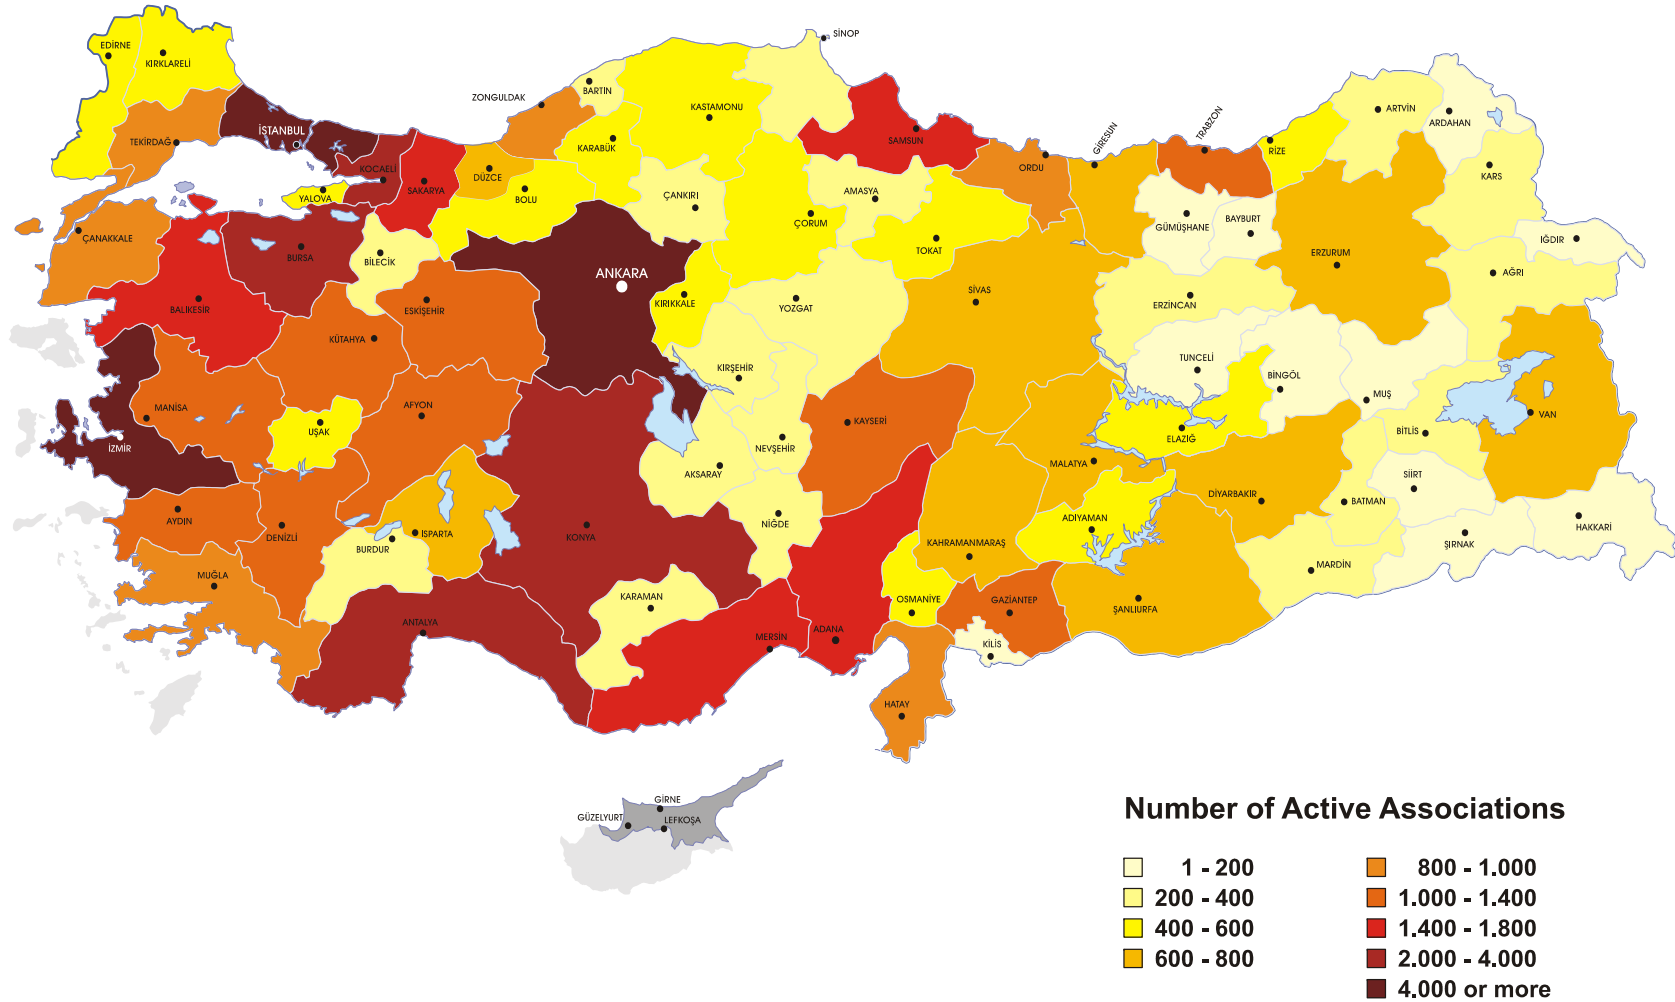 SİNOP
EDİRNE
KIRKLARELİ
BARTIN
ZONGULDAK
KASTAMONU
ARTVİN
ARDAHAN
TRABZON
GİRESUN
İSTANBUL
TEKİRDAĞ
KARABÜK
SAMSUN
RİZE
KOCAELİ
DÜZCE
ORDU
KARS
SAKARYA
YALOVA
BOLU
ÇANKIRI
AMASYA
ÇORUM
GÜMÜŞHANE
BAYBURT
ÇANAKKALE
BURSA
BİLECİK
TOKAT
ERZURUM
IĞDIR
ANKARA
AĞRI
BALIKESİR
ESKİŞEHİR
KIRIKKALE
YOZGAT
SİVAS
ERZİNCAN
KÜTAHYA
KIRŞEHİR
TUNCELİ
BİNGÖL
MUŞ
MANİSA
AFYON
UŞAK
KAYSERİ
VAN
İZMİR
NEVŞEHİR
ELAZIĞ
BİTLİS
AKSARAY
MALATYA
SİİRT
DİYARBAKIR
BATMAN
AYDIN
DENİZLİ
ISPARTA
BURDUR
KONYA
NİĞDE
KAHRAMANMARAŞ
ADIYAMAN
HAKKARİ
ŞIRNAK
MARDİN
MUĞLA
KARAMAN
OSMANİYE
GAZİANTEP
ŞANLIURFA
ANTALYA
MERSİN
ADANA
KİLİS
HATAY
GİRNE
GÜZELYURT
LEFKOŞA
Number of Active Associations
1 - 200
200 - 400
400 - 600
600 - 800
800 - 1.000
1.000 - 1.400
1.400 - 1.800
2.000 - 4.000
4.000 or more